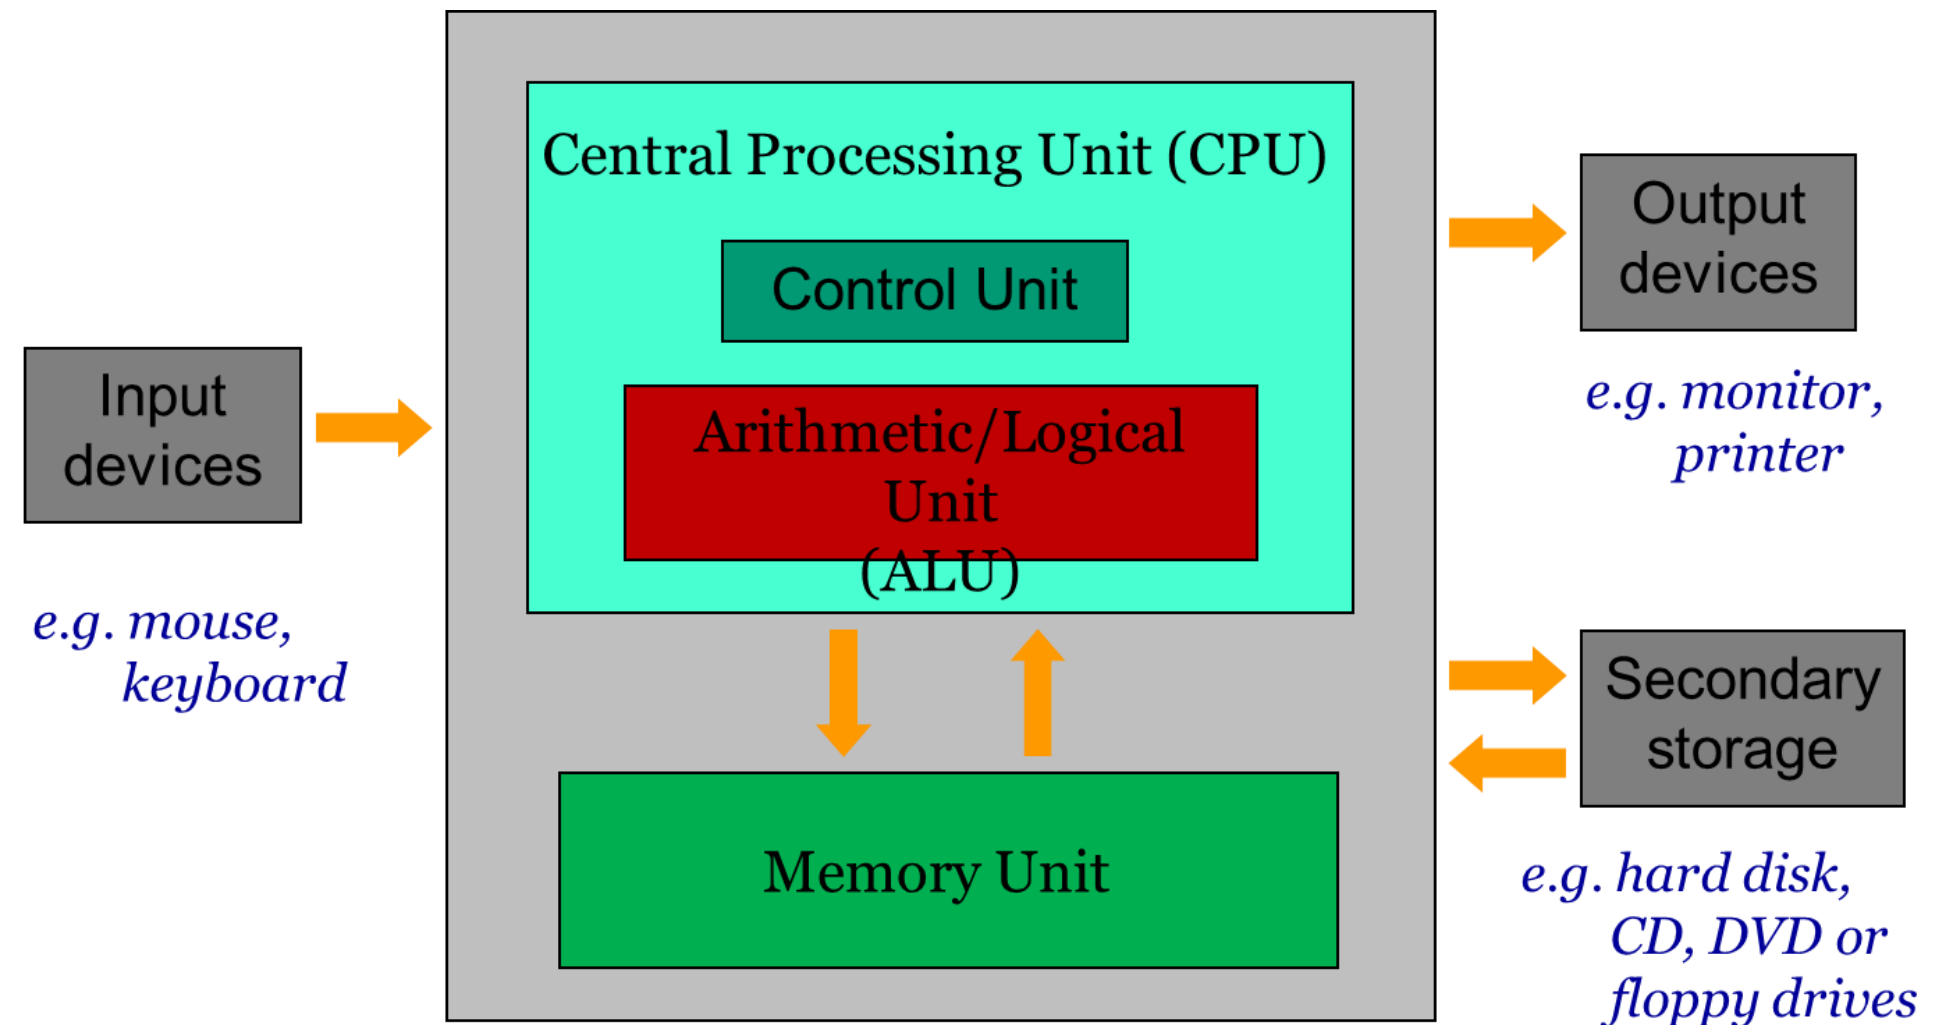 Central Processing Unit (CPU)
Control Unit
Arithmetic/Logical
Unit
(ALU)
Memory Unit
Input
devices
e.g. mouse,
keyboard
Output
devices
e.g. monitor,
printer
Secondary
storage
e.g. hard disk,
CD, DVD or
floppy drives